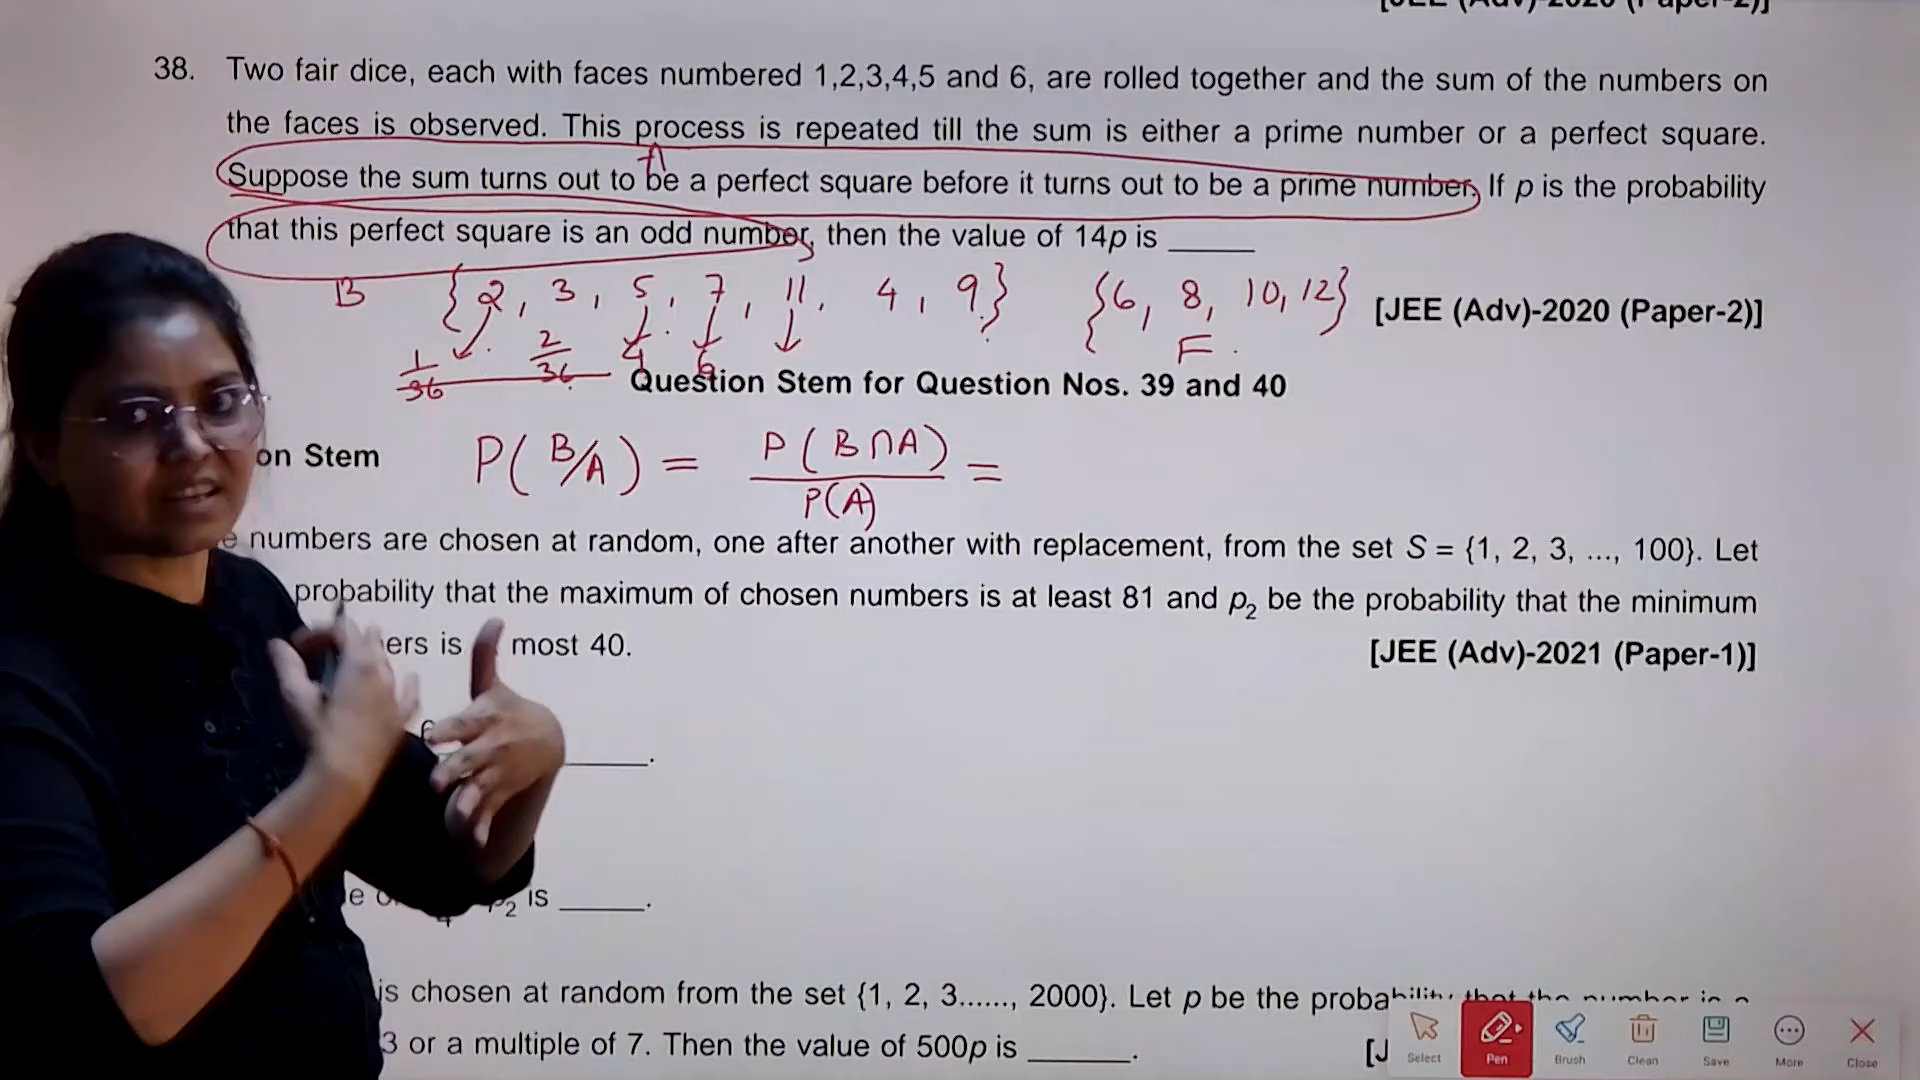 38. Two fair dice, each with faces numbered 1,2,3,4,5 and 6, are rolled together and the sum of the numbers on
the faces is observed. This process is repeated till the sum is either a prime number or a perfect square.
A
Suppose the sum turns out to be a perfect square before it turns out to be a prime number. If p is the probability
that this perfect square is an odd number, then the value of 14p is ______
B {2, 3, 5, 7, 11, 4, 9} {6, 8, 10, 12} [JEE (Adv)-2020 (Paper-2)]
1/36 2/36 4 6 F
Question Stem for Question Nos. 39 and 40
on Stem P(B/A) = P(B∩A)/P(A) =
numbers are chosen at random, one after another with replacement, from the set S = {1, 2, 3, ..., 100}. Let
probability that the maximum of chosen numbers is at least 81 and p2 be the probability that the minimum
ers is most 40. [JEE (Adv)-2021 (Paper-1)]
______.
p2 is ______.
is chosen at random from the set {1, 2, 3......, 2000}. Let p be the
3 or a multiple of 7. Then the value of 500p is ______. [J
Select Pen Brush Clean Save More Close